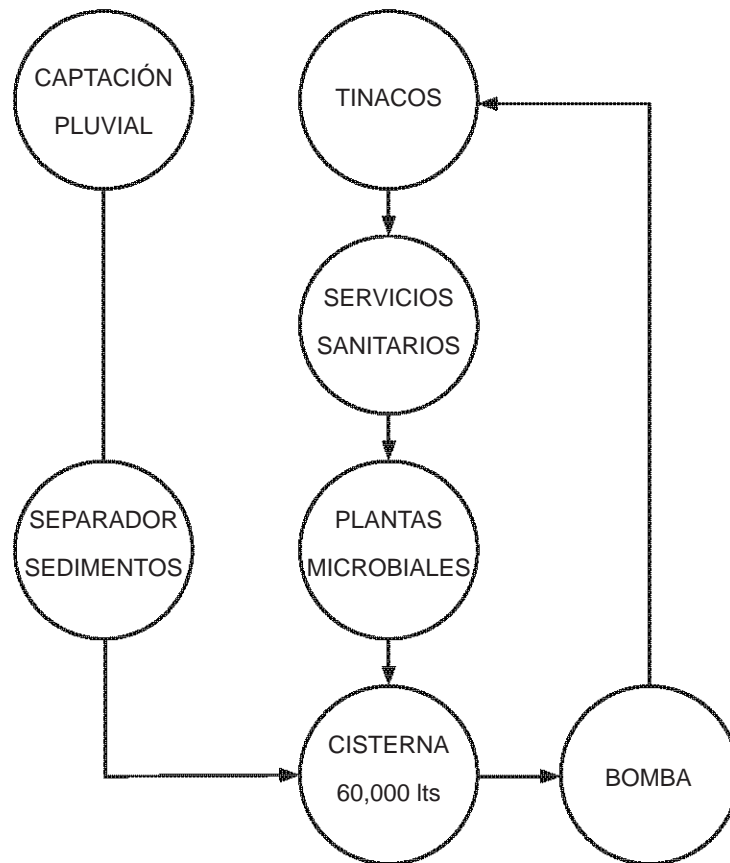 CAPTACIÓN
PLUVIAL
TINACOS
SERVICIOS
SANITARIOS
SEPARADOR
SEDIMENTOS
PLANTAS
MICROBIALES
CISTERNA
60,000 lts
BOMBA